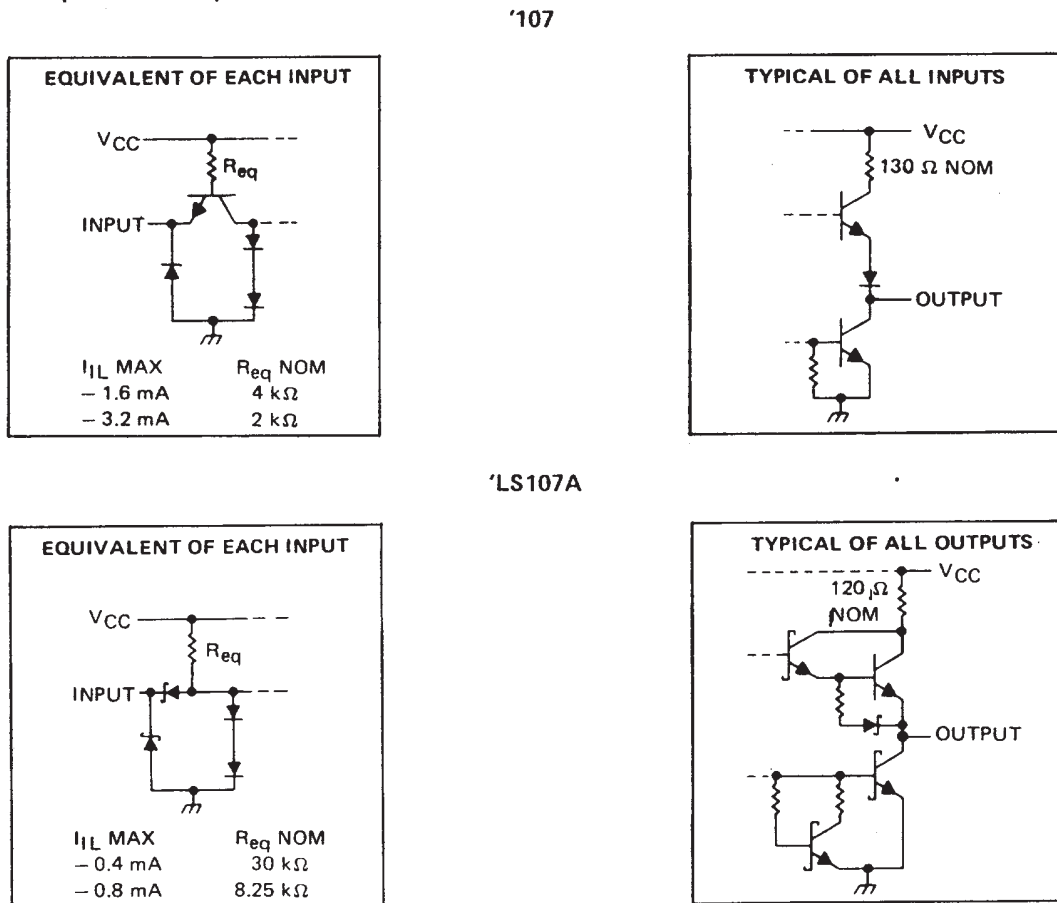 '107
EQUIVALENT OF EACH INPUT
VCC
Req
INPUT
IIL MAX Req NOM
– 1.6 mA 4 kΩ
– 3.2 mA 2 kΩ
TYPICAL OF ALL INPUTS
VCC
130 Ω NOM
OUTPUT
'LS107A
EQUIVALENT OF EACH INPUT
VCC
Req
INPUT
IIL MAX Req NOM
– 0.4 mA 30 kΩ
– 0.8 mA 8.25 kΩ
TYPICAL OF ALL OUTPUTS
VCC
120 Ω
NOM
OUTPUT